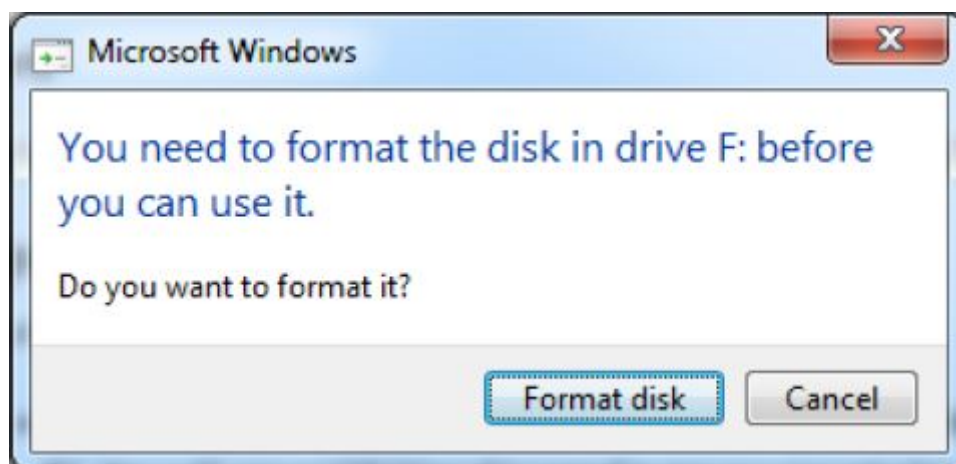 Microsoft Windows
You need to format the disk in drive F: before
you can use it.
Do you want to format it?
Format disk
Cancel